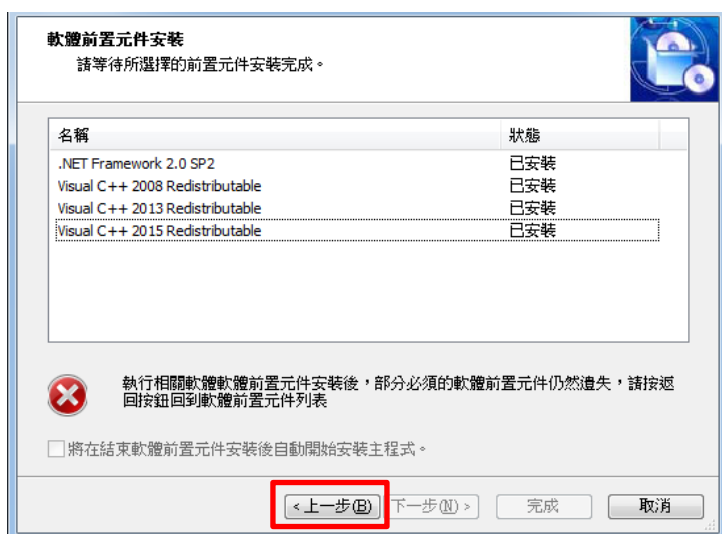 軟體前置元件安裝
請等待所選擇的前置元件安裝完成。
名稱 狀態
.NET Framework 2.0 SP2 已安裝
Visual C++ 2008 Redistributable 已安裝
Visual C++ 2013 Redistributable 已安裝
Visual C++ 2015 Redistributable 已安裝
執行相關軟體軟體前置元件安裝後，部分必須的軟體前置元件仍然遺失，請按返
回按鈕回到軟體前置元件列表
將在結束軟體前置元件安裝後自動開始安裝主程式。
<上一步(B) 下一步(N)> 完成 取消